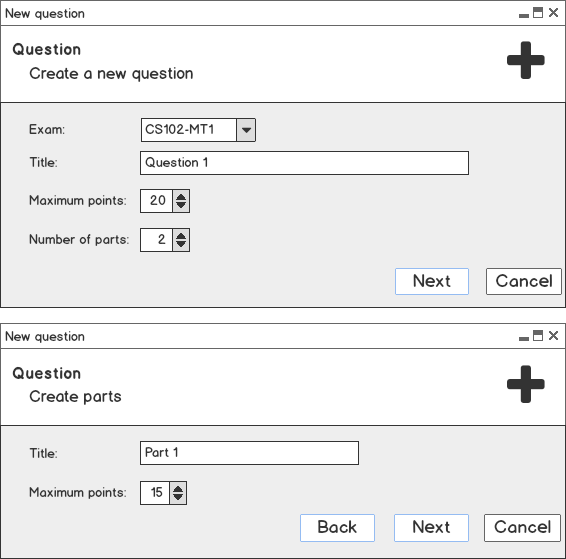 New question
Question
Create a new question
Exam: CS102-MT1
Title: Question 1
Maximum points: 20
Number of parts: 2
Next Cancel
New question
Question
Create parts
Title: Part 1
Maximum points: 15
Back Next Cancel